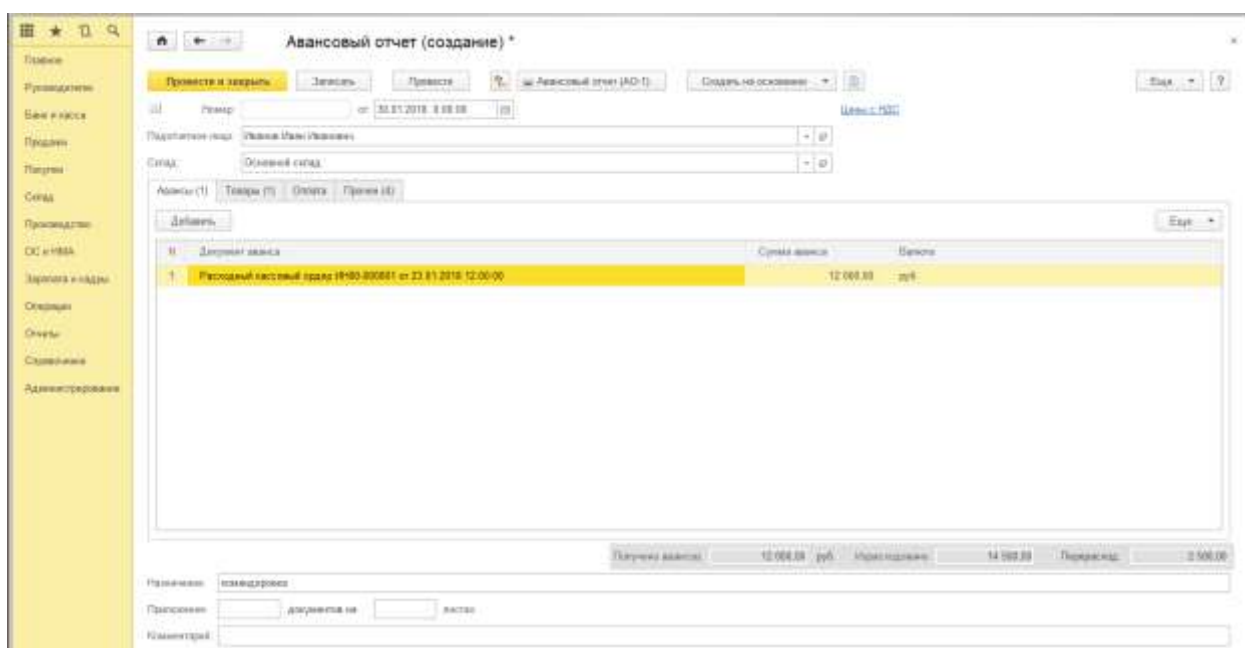 Авансовый отчет (создание) *
Главное
Руководителю
Банк и касса
Продажи
Покупки
Склад
Производство
ОС и НМА
Зарплата и кадры
Операции
Отчеты
Справочники
Администрирование
Провести и закрыть Записать Провести Авансовый отчет (АО-1) Создать на основании Еще ?
Номер: от: 30.01.2018 0:00:00 Цены с НДС
Подотчетное лицо: Иванов Иван Иванович
Склад: Основной склад
Авансы (1) Товары (1) Оплата Прочее (4)
Добавить Еще
N Документ аванса Сумма аванса Валюта
1 Расходный кассовый ордер от 23.01.2018 12:00:00 12 000,00 руб.
Получено авансов: 12 000,00 руб. Израсходовано: 14 500,00 Перерасход: 2 500,00
Назначение: командировка
Приложение: документов на листах
Комментарий: